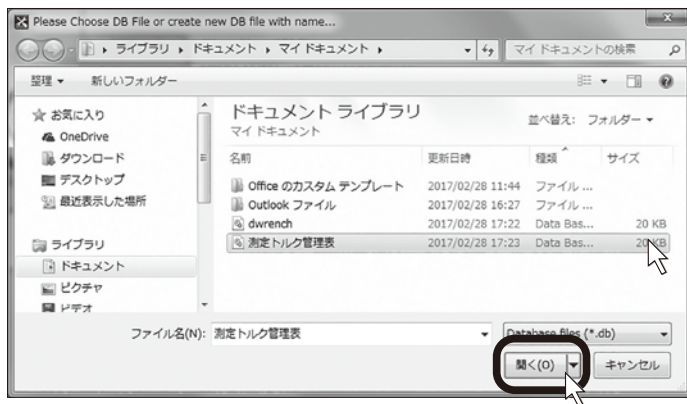 Please Choose DB File or create new DB file with name...
ライブラリ ▸ ドキュメント ▸ マイ ドキュメント ▸
マイ ドキュメントの検索
整理 新しいフォルダー
お気に入り
OneDrive
ダウンロード
デスクトップ
最近表示した場所
ライブラリ
ドキュメント
ピクチャ
ビデオ
ドキュメント ライブラリ
マイ ドキュメント
並べ替え: フォルダー
名前 更新日時 種類 サイズ
Office のカスタム テンプレート 2017/02/28 11:44 ファイル ...
Outlook ファイル 2017/02/28 16:27 ファイル ...
dwrench 2017/02/28 17:22 Data Bas... 20 KB
測定トルク管理表 2017/02/28 17:23 Data Bas... 20 KB
ファイル名(N): 測定トルク管理表 Database files (*.db)
開く(O) キャンセル